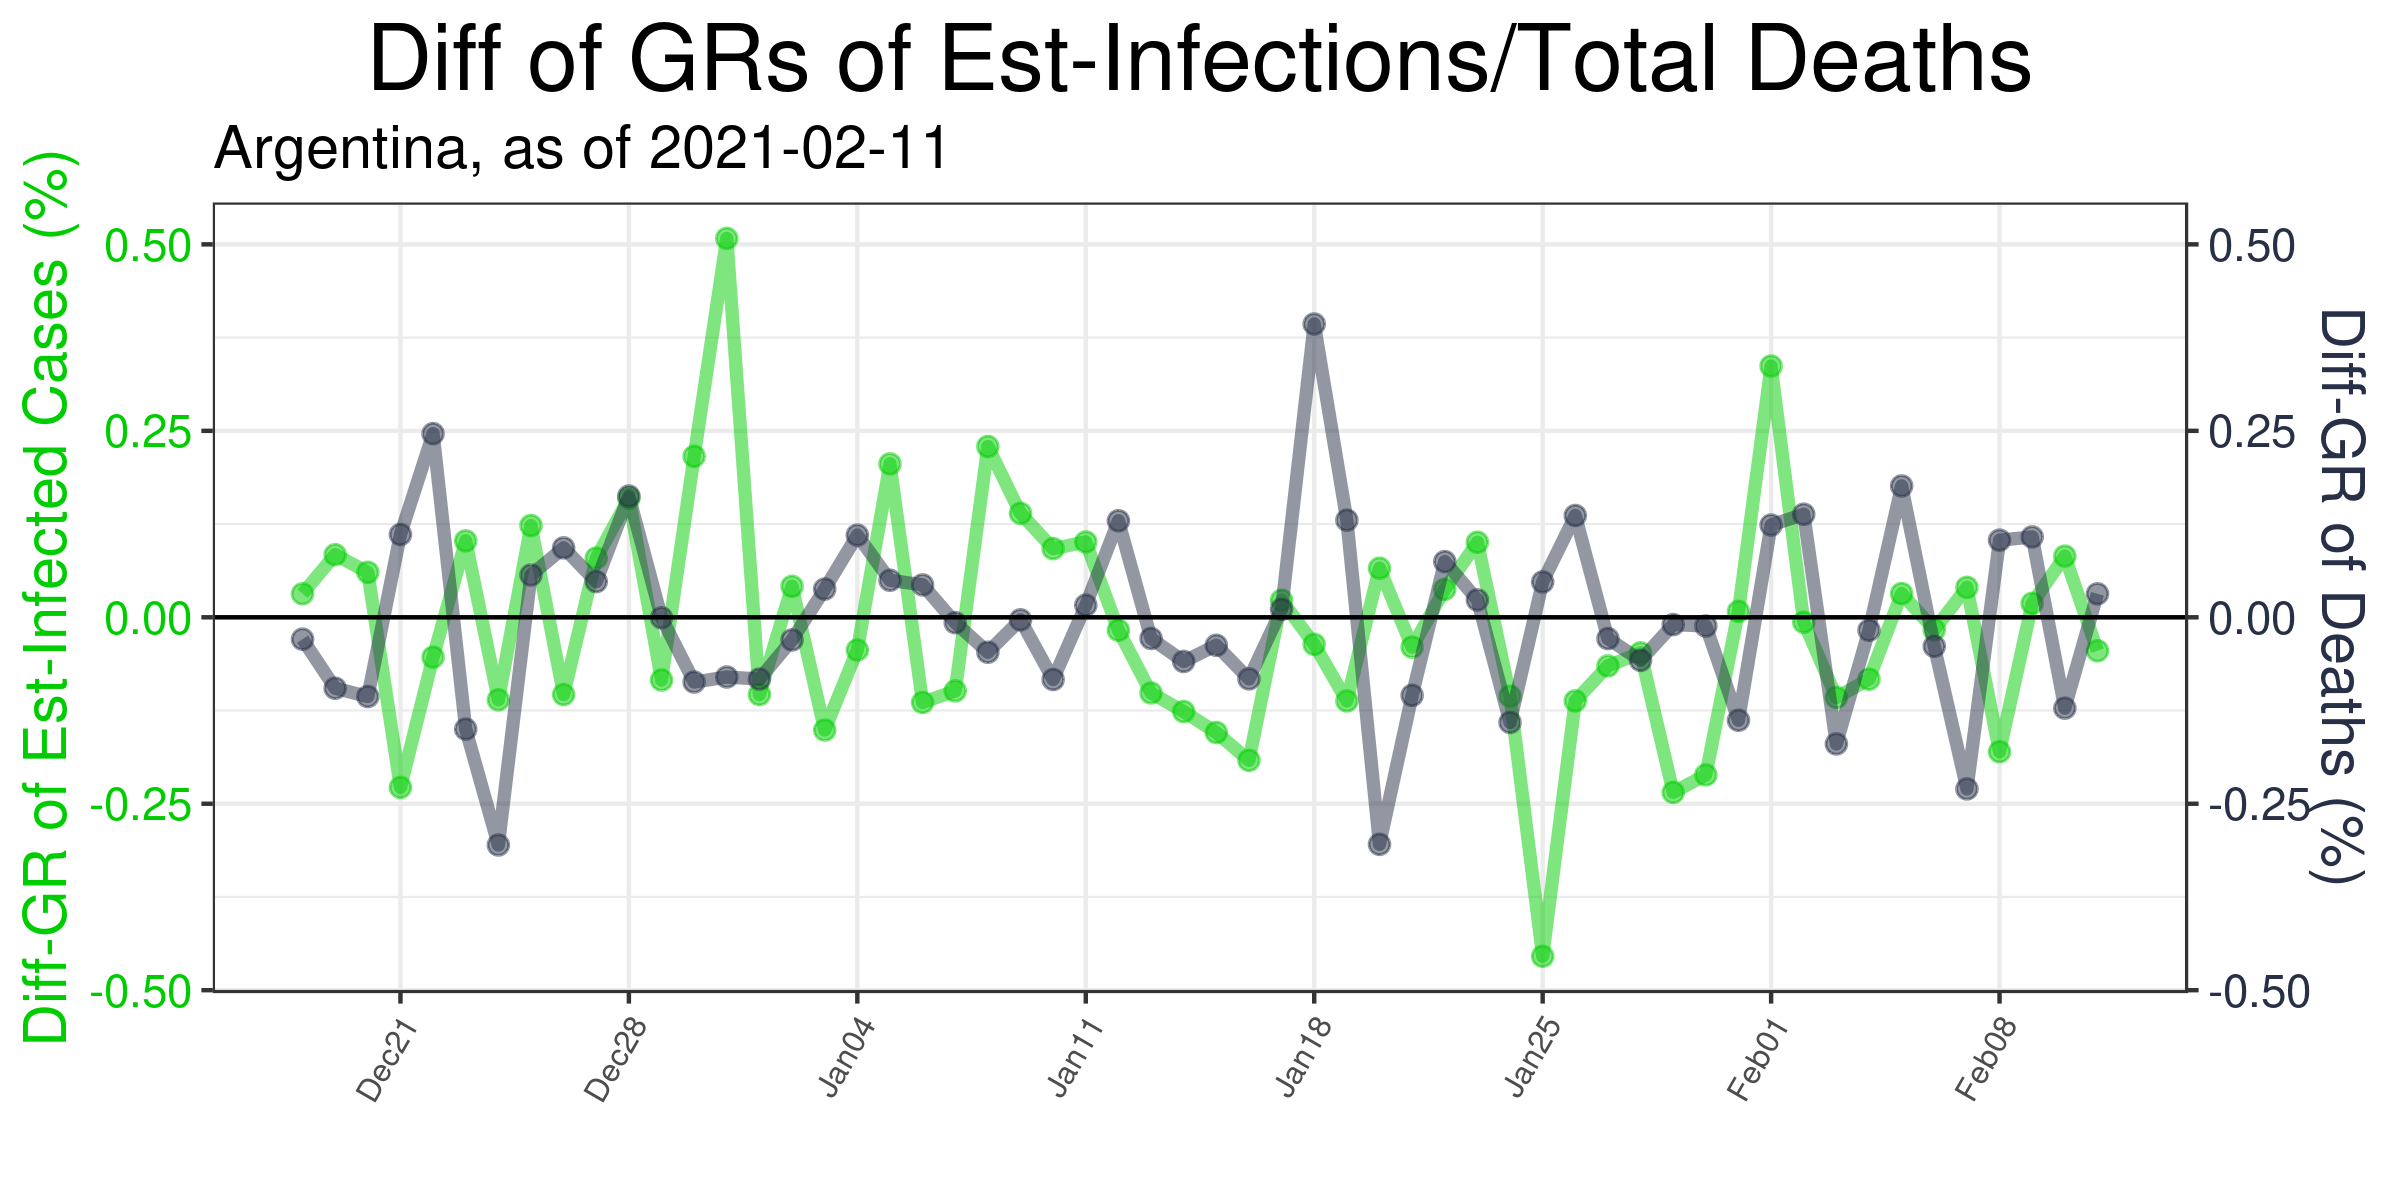 Diff of GRs of Est-Infections/Total Deaths
Argentina, as of 2021-02-11
Diff-GR of Est-Infected Cases (%)
0.50
0.25
0.00
-0.25
-0.50
0.50
0.25
0.00
-0.25
-0.50
Diff-GR of Deaths (%)
Dec21
Dec28
Jan04
Jan11
Jan18
Jan25
Feb01
Feb08